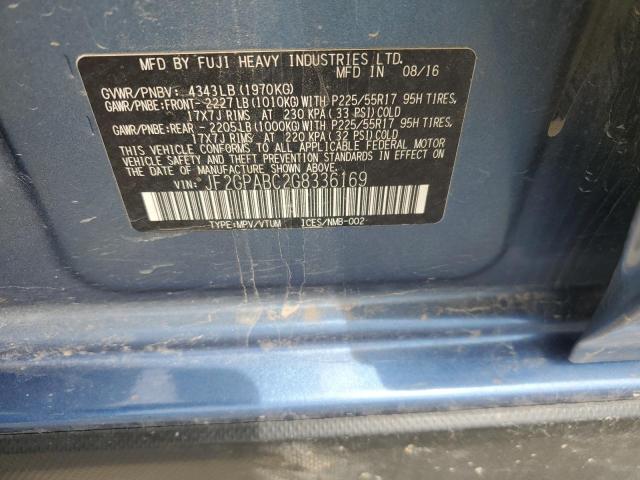 MFD BY FUJI HEAVY INDUSTRIES LTD.
MFD IN 08/16
GVWR/PNBV: 4343LB (1970KG)
GAWR/PNBE:FRONT-2227LB(1010KG)WITH P225/55R17 95H TIRES,
17X7J RIMS AT 230 KPA(33 PSI)COLD
GAWR/PNBE:REAR -2205LB(1000KG)WITH P225/55R17 95H TIRES,
17X7J RIMS AT 220 KPA(32 PSI)COLD
THIS VEHICLE CONFORMS TO ALL APPLICABLE FEDERAL MOTOR
VEHICLE SAFETY AND THEFT PREVENTION STANDARDS IN EFFECT ON THE
DATE OF MANUFACTURE SHOWN ABOVE.
VIN: *JF2GPABC2G8336169
TYPE:MPV/VTUM ICES/NMB-002